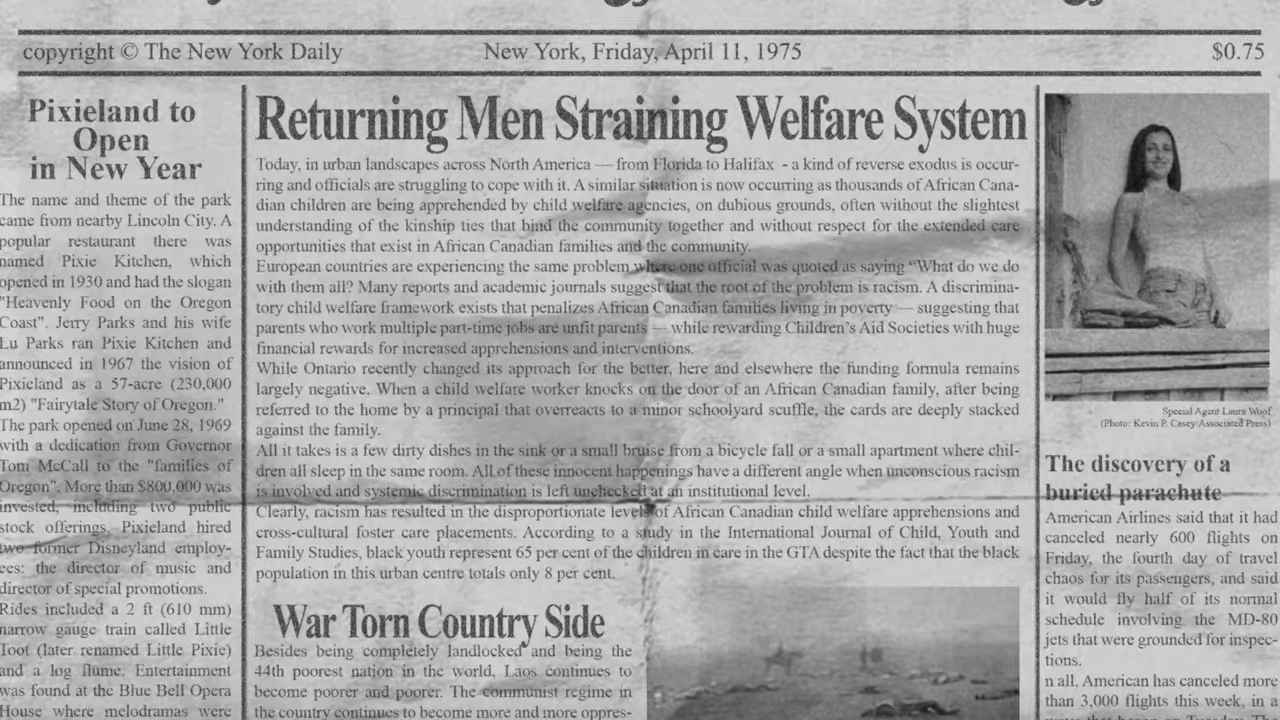 copyright © The New York Daily
New York, Friday, April 11, 1975
$0.75
Pixieland to
Open
in New Year
The name and theme of the park
came from nearby Lincoln City. A
popular restaurant there was
named Pixie Kitchen, which
opened in 1930 and had the slogan
"Heavenly Food on the Oregon
Coast". Jerry Parks and his wife
Lu Parks ran Pixie Kitchen and
announced in 1967 the vision of
Pixieland as a 57-acre (230,000
m2) "Fairytale Story of Oregon."
The park opened on June 28, 1969
with a dedication from Governor
Tom McCall to the "families of
Oregon". More than $800,000 was
invested, including two public
stock offerings. Pixieland hired
two former Disneyland employ-
ees: the director of music and
director of special promotions.
Rides included a 2 ft (610 mm)
narrow gauge train called Little
Toot (later renamed Little Pixie)
and a log flume. Entertainment
was found at the Blue Bell Opera
House where melodramas were
Returning Men Straining Welfare System
Today, in urban landscapes across North America — from Florida to Halifax - a kind of reverse exodus is occur-
ring and officials are struggling to cope with it. A similar situation is now occurring as thousands of African Cana-
dian children are being apprehended by child welfare agencies, on dubious grounds, often without the slightest
understanding of the kinship ties that bind the community together and without respect for the extended care
opportunities that exist in African Canadian families and the community.
European countries are experiencing the same problem where one official was quoted as saying “What do we do
with them all? Many reports and academic journals suggest that the root of the problem is racism. A discrimina-
tory child welfare framework exists that penalizes African Canadian families living in poverty — suggesting that
parents who work multiple part-time jobs are unfit parents — while rewarding Children’s Aid Societies with huge
financial rewards for increased apprehensions and interventions.
While Ontario recently changed its approach for the better, here and elsewhere the funding formula remains
largely negative. When a child welfare worker knocks on the door of an African Canadian family, after being
referred to the home by a principal that overreacts to a minor schoolyard scuffle, the cards are deeply stacked
against the family.
All it takes is a few dirty dishes in the sink or a small bruise from a bicycle fall or a small apartment where chil-
dren all sleep in the same room. All of these innocent happenings have a different angle when unconscious racism
is involved and systemic discrimination is left unchecked at an institutional level.
Clearly, racism has resulted in the disproportionate levels of African Canadian child welfare apprehensions and
cross-cultural foster care placements. According to a study in the International Journal of Child, Youth and
Family Studies, black youth represent 65 per cent of the children in care in the GTA despite the fact that the black
population in this urban centre totals only 8 per cent.
War Torn Country Side
Besides being completely landlocked and being the
44th poorest nation in the world, Laos continues to
become poorer and poorer. The communist regime in
the country continues to become more and more oppres-
Special Agent Laura Woof
(Photo: Kevin P. Casey/Associated Press)
The discovery of a
buried parachute
American Airlines said that it had
canceled nearly 600 flights on
Friday, the fourth day of travel
chaos for its passengers, and said
it would fly half of its normal
schedule involving the MD-80
jets that were grounded for inspec-
tions.
n all, American has canceled more
than 3,000 flights this week, in a